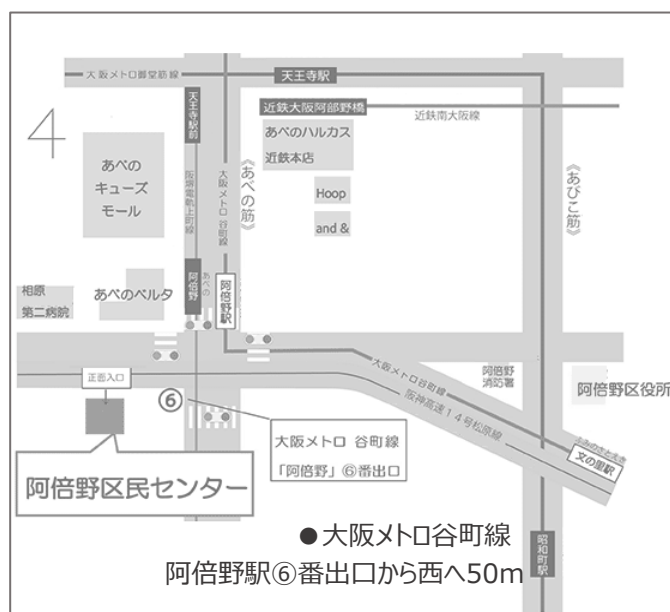 大阪メトロ御堂筋線
天王寺駅
天王寺駅前
近鉄大阪阿部野橋
近鉄南大阪線
あべのハルカス
近鉄本店
4
あべの
キューズ
モール
阪堺電軌上町線
大阪メトロ 谷町線
《あべの筋》
Hoop
and &
《あびこ筋》
相原
第二病院
あべのベルタ
阿倍野
あべの
阿倍野駅
正面入口
大阪メトロ谷町線
阪神高速14号松原線
阿倍野
消防署
阿倍野区役所
⑥
大阪メトロ 谷町線
「阿倍野」⑥番出口
文の里駅
阿倍野区民センター
昭和町駅
●大阪メトロ谷町線
阿倍野駅⑥番出口から西へ50m